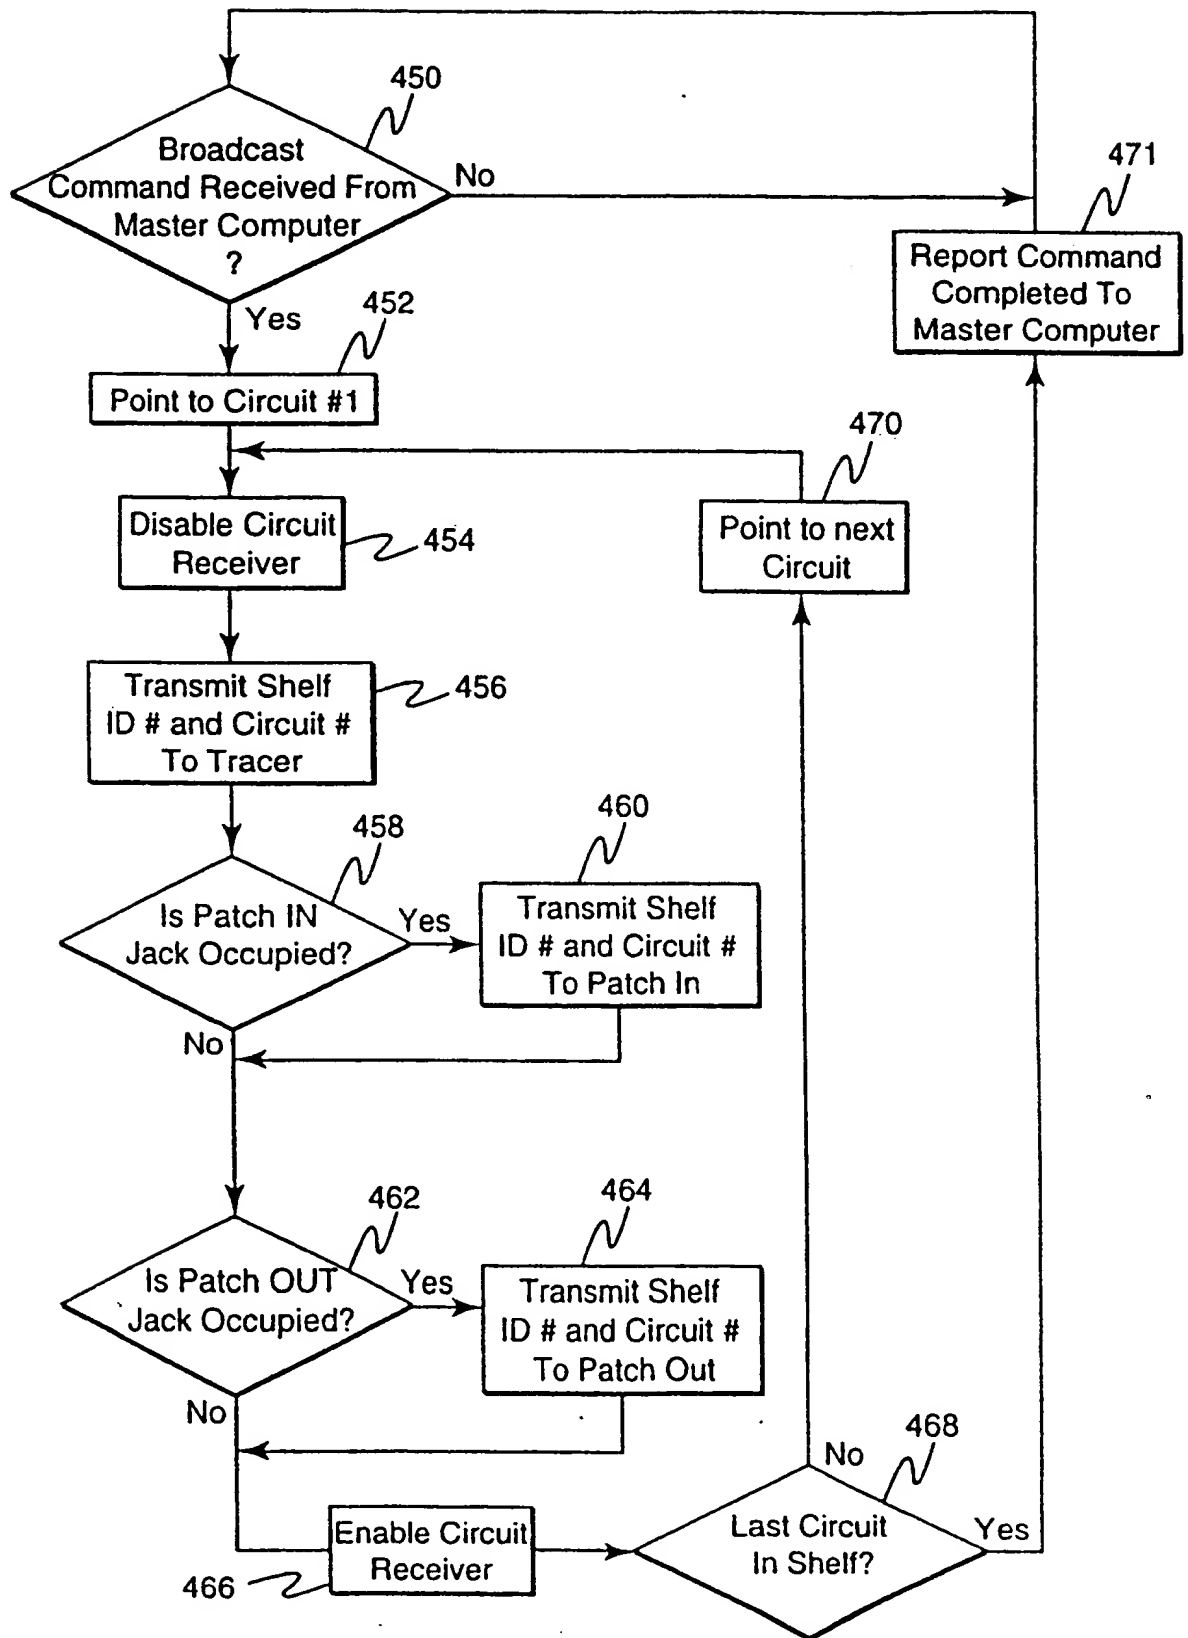 450
Broadcast
Command Received From
Master Computer
?
No
Yes
471
Report Command
Completed To
Master Computer
452
Point to Circuit #1
470
Point to next
Circuit
Disable Circuit
Receiver
454
Transmit Shelf
ID # and Circuit #
To Tracer
456
458
Is Patch IN
Jack Occupied?
Yes
No
460
Transmit Shelf
ID # and Circuit #
To Patch In
462
Is Patch OUT
Jack Occupied?
Yes
No
464
Transmit Shelf
ID # and Circuit #
To Patch Out
Enable Circuit
Receiver
466
468
No
Last Circuit
In Shelf?
Yes